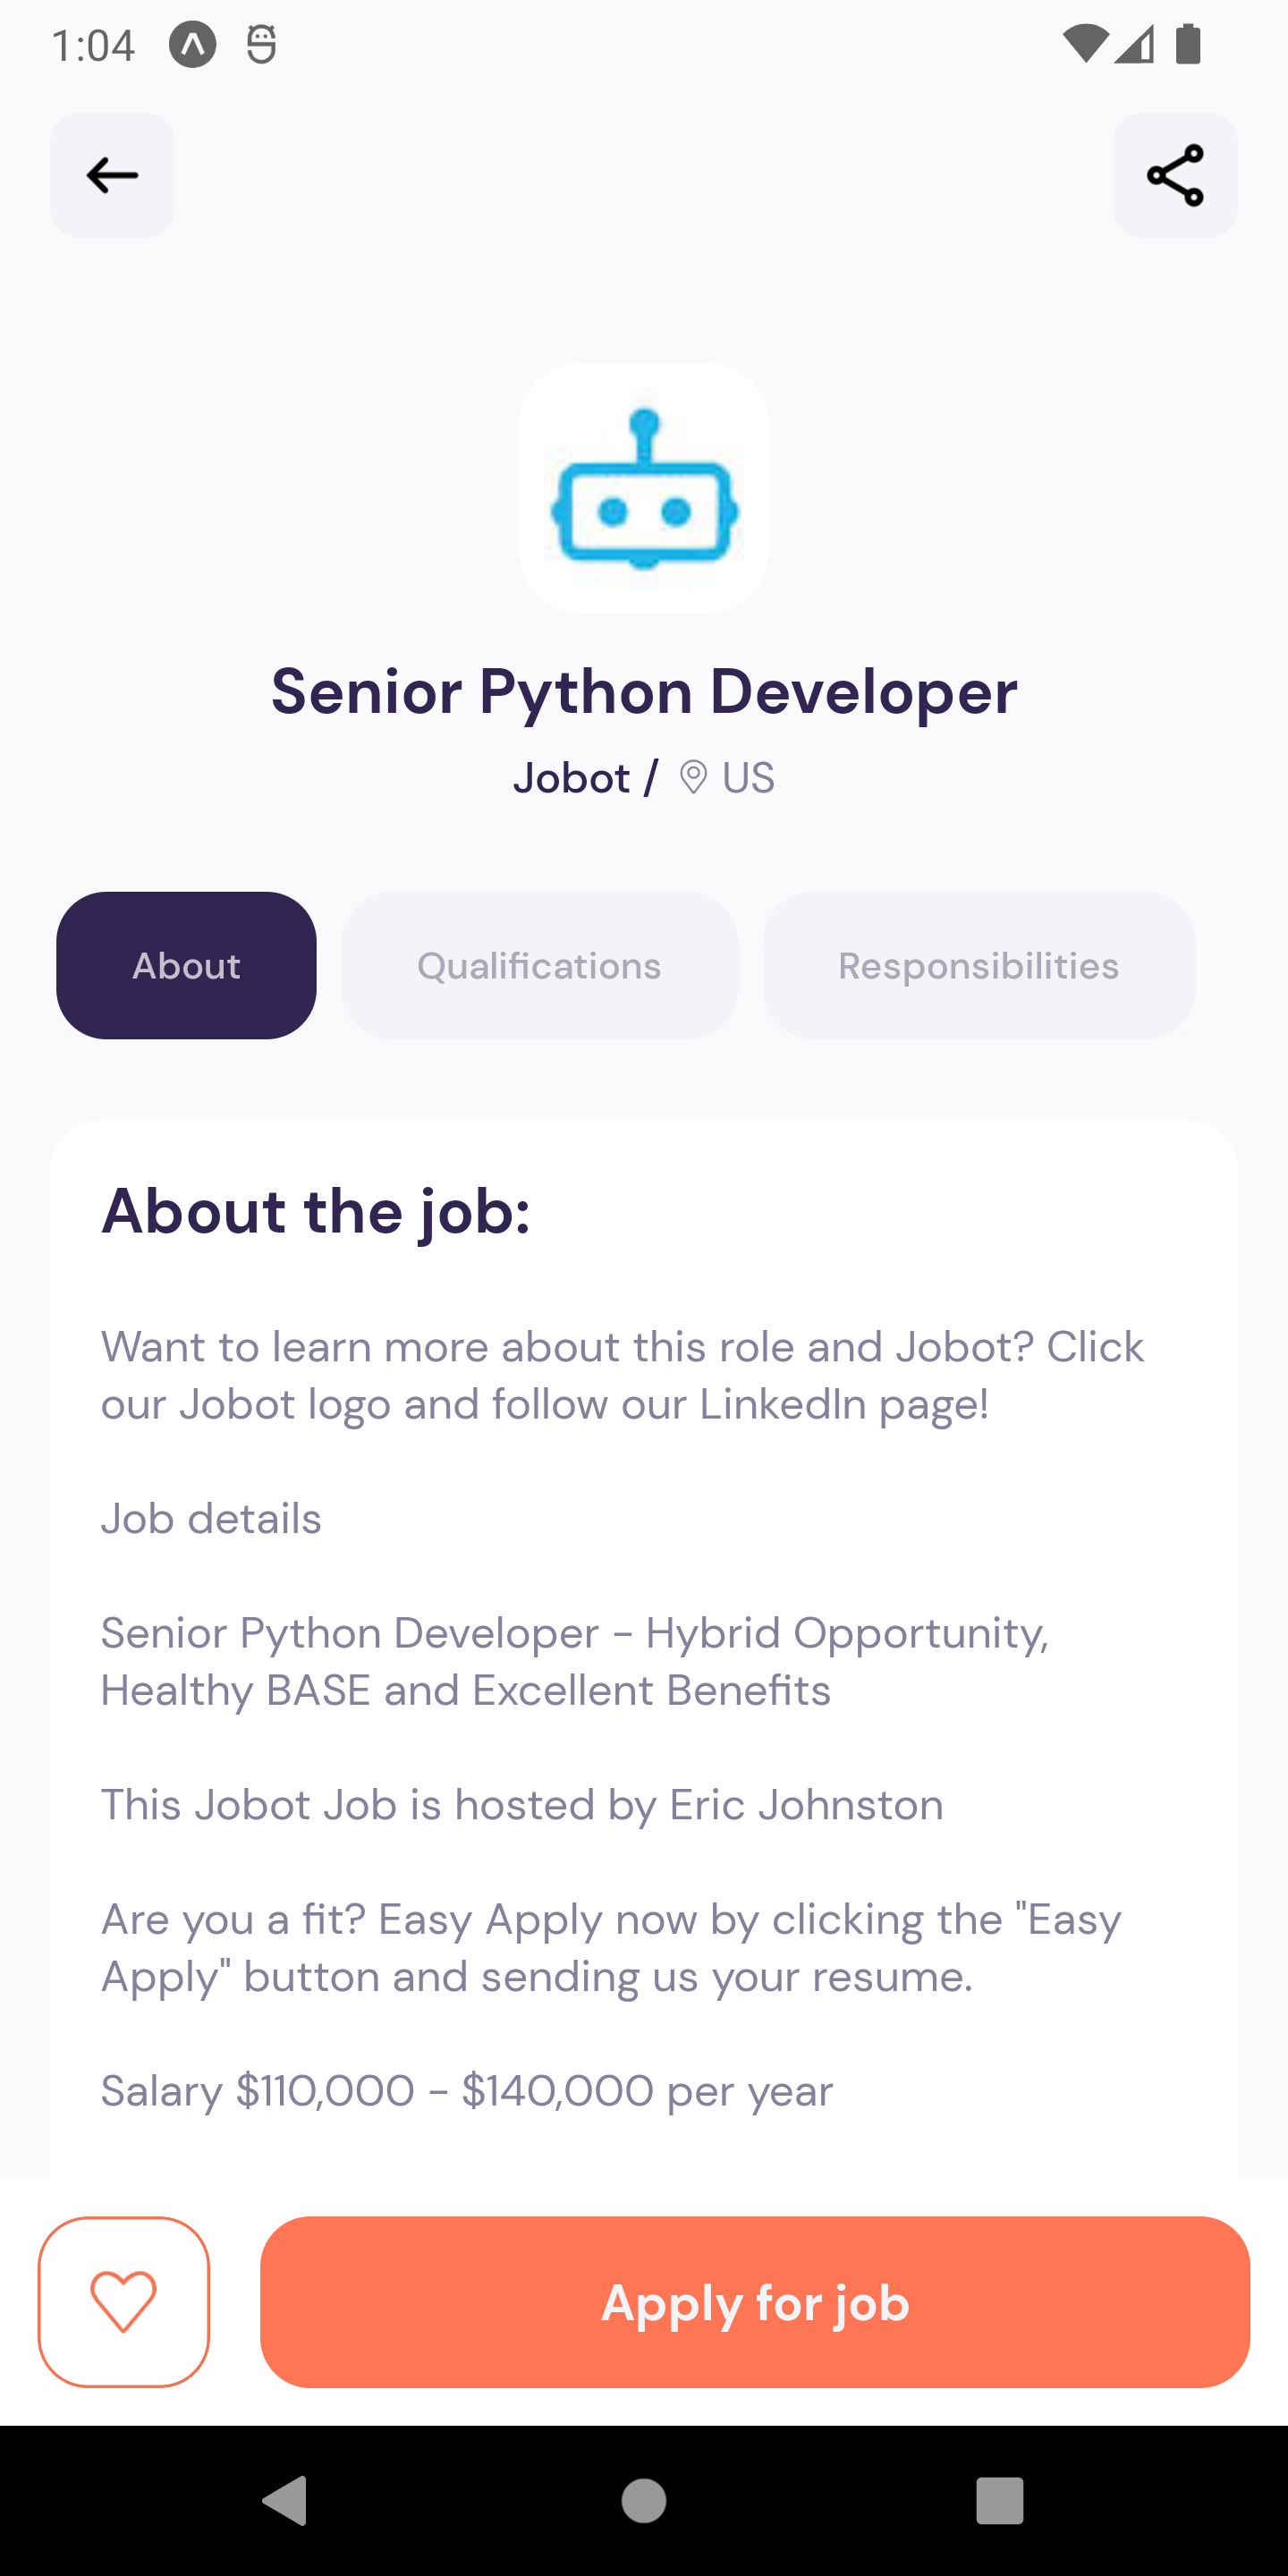 1:04
Senior Python Developer
Jobot / US
About
Qualifications
Responsibilities
About the job:
Want to learn more about this role and Jobot? Click
our Jobot logo and follow our LinkedIn page!
Job details
Senior Python Developer - Hybrid Opportunity,
Healthy BASE and Excellent Benefits
This Jobot Job is hosted by Eric Johnston
Are you a fit? Easy Apply now by clicking the "Easy
Apply" button and sending us your resume.
Salary $110,000 - $140,000 per year
Apply for job